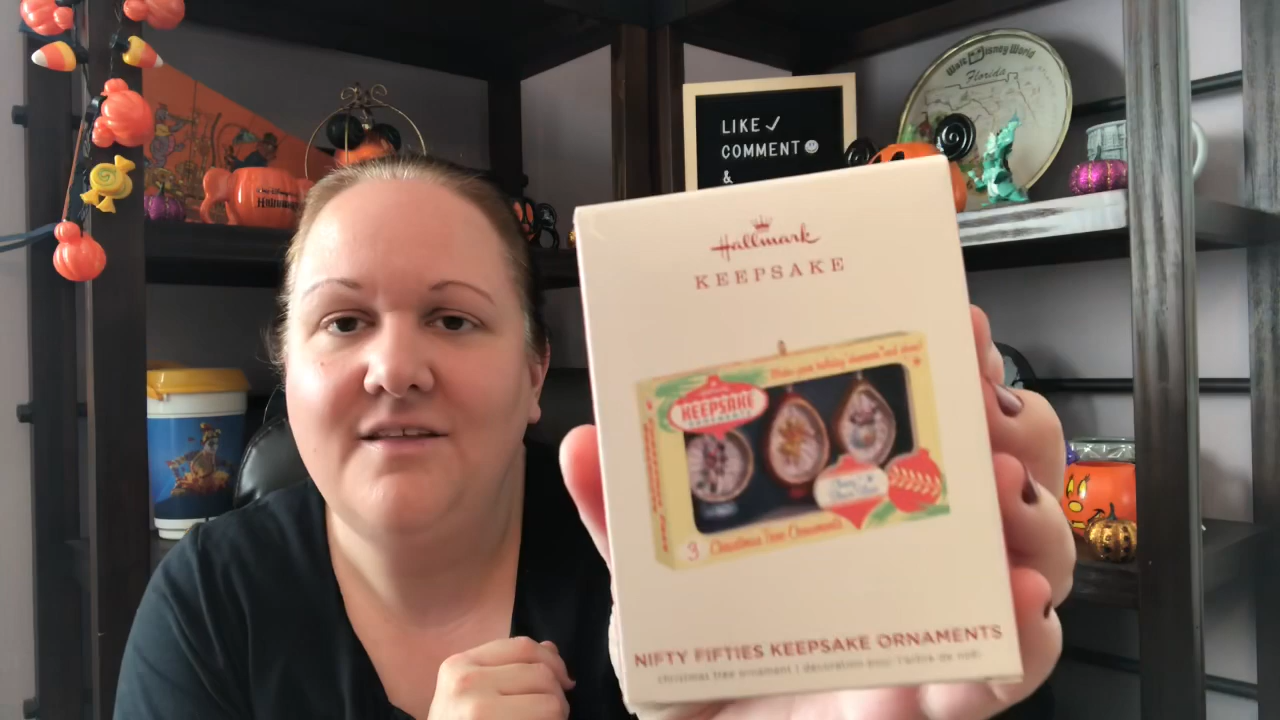 LIKE ✓
COMMENT
&
Walt Disney World
Florida
Hallmark
KEEPSAKE
KEEPSAKE
ORNAMENTS
3 Christmas Tree Ornaments
NIFTY FIFTIES KEEPSAKE ORNAMENTS
christmas tree ornament | décoration pour l'arbre de noël